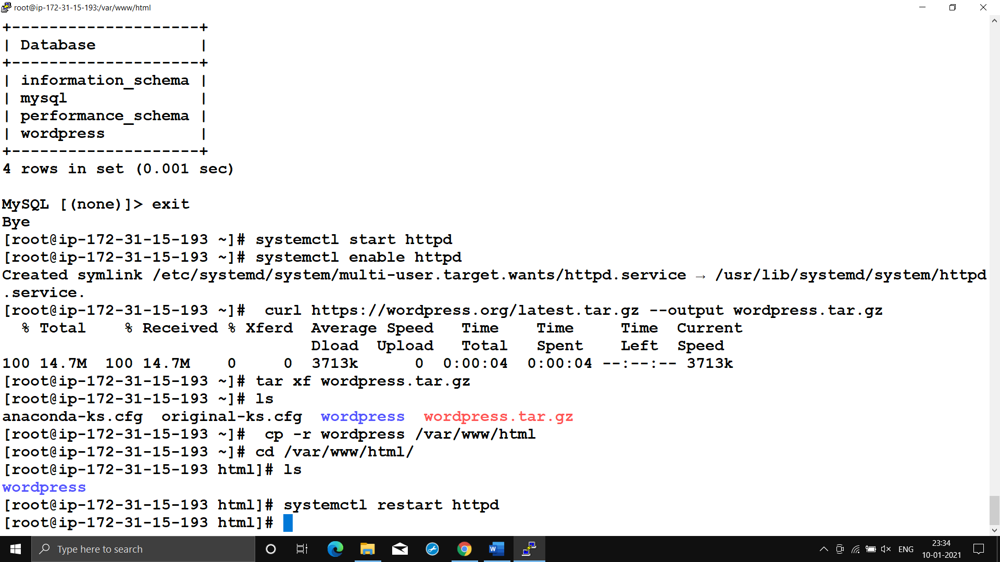 root@ip-172-31-15-193:/var/www/html
+--------------------+
| Database           |
+--------------------+
| information_schema |
| mysql              |
| performance_schema |
| wordpress          |
+--------------------+
4 rows in set (0.001 sec)
MySQL [(none)]> exit
Bye
[root@ip-172-31-15-193 ~]# systemctl start httpd
[root@ip-172-31-15-193 ~]# systemctl enable httpd
Created symlink /etc/systemd/system/multi-user.target.wants/httpd.service → /usr/lib/systemd/system/httpd
.service.
[root@ip-172-31-15-193 ~]#  curl https://wordpress.org/latest.tar.gz --output wordpress.tar.gz
  % Total    % Received % Xferd  Average Speed   Time    Time     Time  Current
                                 Dload  Upload   Total   Spent    Left  Speed
100 14.7M  100 14.7M    0     0  3713k      0  0:00:04  0:00:04 --:--:-- 3713k
[root@ip-172-31-15-193 ~]# tar xf wordpress.tar.gz
[root@ip-172-31-15-193 ~]# ls
anaconda-ks.cfg  original-ks.cfg  wordpress  wordpress.tar.gz
[root@ip-172-31-15-193 ~]#  cp -r wordpress /var/www/html
[root@ip-172-31-15-193 ~]# cd /var/www/html/
[root@ip-172-31-15-193 html]# ls
wordpress
[root@ip-172-31-15-193 html]# systemctl restart httpd
[root@ip-172-31-15-193 html]#
Type here to search
W
ENG
23:34
10-01-2021